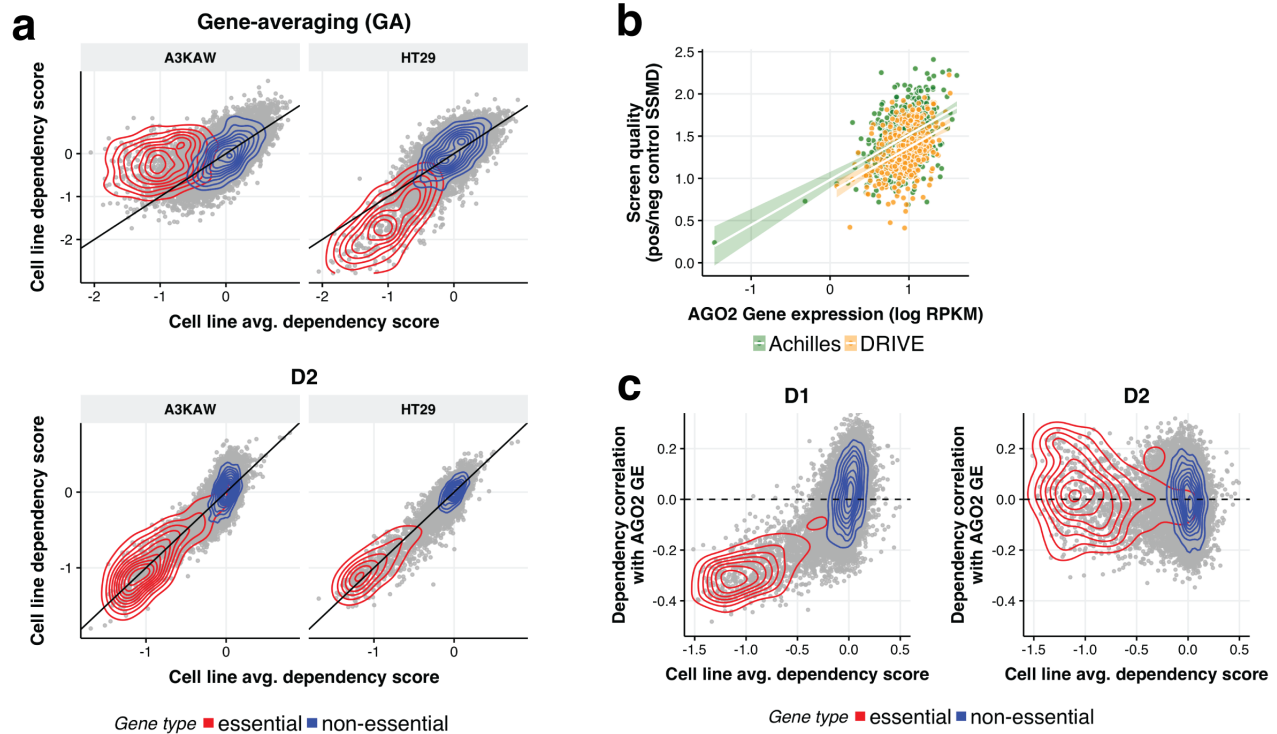 a
Gene-averaging (GA)
A3KAW
HT29
Cell line dependency score
0
-1
-2
-2
-1
0
-2
-1
0
Cell line avg. dependency score
D2
A3KAW
HT29
Cell line dependency score
0
-1
-1
0
-1
0
Cell line avg. dependency score
Gene type essential non-essential
b
Screen quality
(pos/neg control SSMD)
2.5
2.0
1.5
1.0
0.5
0.0
-1
0
1
AGO2 Gene expression (log RPKM)
Achilles DRIVE
c
D1
Dependency correlation
with AGO2 GE
0.2
0.0
-0.2
-0.4
-1.5
-1.0
-0.5
0.0
0.5
Cell line avg. dependency score
D2
Dependency correlation
with AGO2 GE
0.2
0.0
-0.2
-0.4
-1.5
-1.0
-0.5
0.0
0.5
Cell line avg. dependency score
Gene type essential non-essential